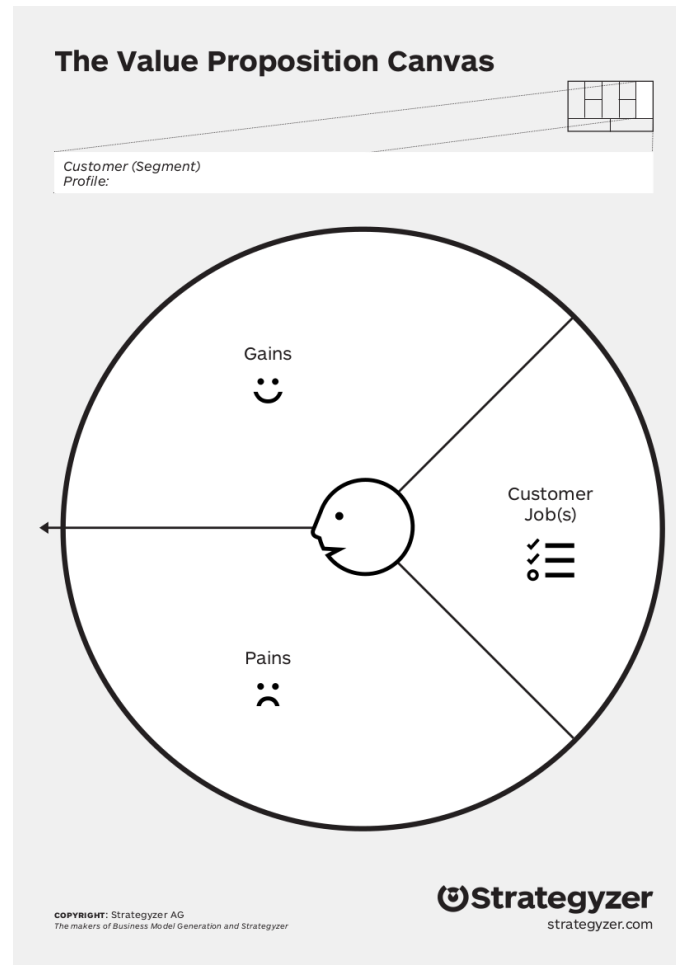 The Value Proposition Canvas
Customer (Segment)
Profile:
Gains
Customer
Job(s)
Pains
Strategyzer
COPYRIGHT: Strategyzer AG
The makers of Business Model Generation and Strategyzer
strategyzer.com